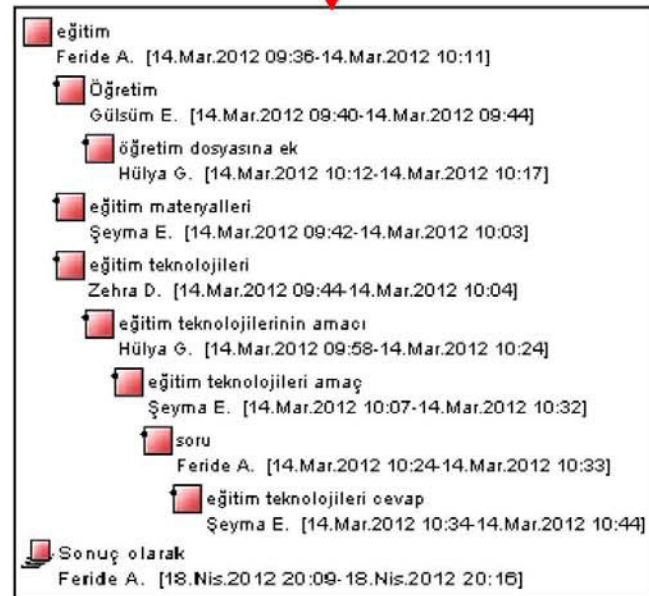 eğitim
Feride A. [14.Mar.2012 09:36-14.Mar.2012 10:11]
Öğretim
Gülsüm E. [14.Mar.2012 09:40-14.Mar.2012 09:44]
öğretim dosyasına ek
Hülya G. [14.Mar.2012 10:12-14.Mar.2012 10:17]
eğitim materyalleri
Şeyma E. [14.Mar.2012 09:42-14.Mar.2012 10:03]
eğitim teknolojileri
Zehra D. [14.Mar.2012 09:44-14.Mar.2012 10:04]
eğitim teknolojilerinin amacı
Hülya G. [14.Mar.2012 09:58-14.Mar.2012 10:24]
eğitim teknolojileri amaç
Şeyma E. [14.Mar.2012 10:07-14.Mar.2012 10:32]
soru
Feride A. [14.Mar.2012 10:24-14.Mar.2012 10:33]
eğitim teknolojileri cevap
Şeyma E. [14.Mar.2012 10:34-14.Mar.2012 10:44]
Sonuç olarak
Feride A. [18.Nis.2012 20:09-18.Nis.2012 20:16]